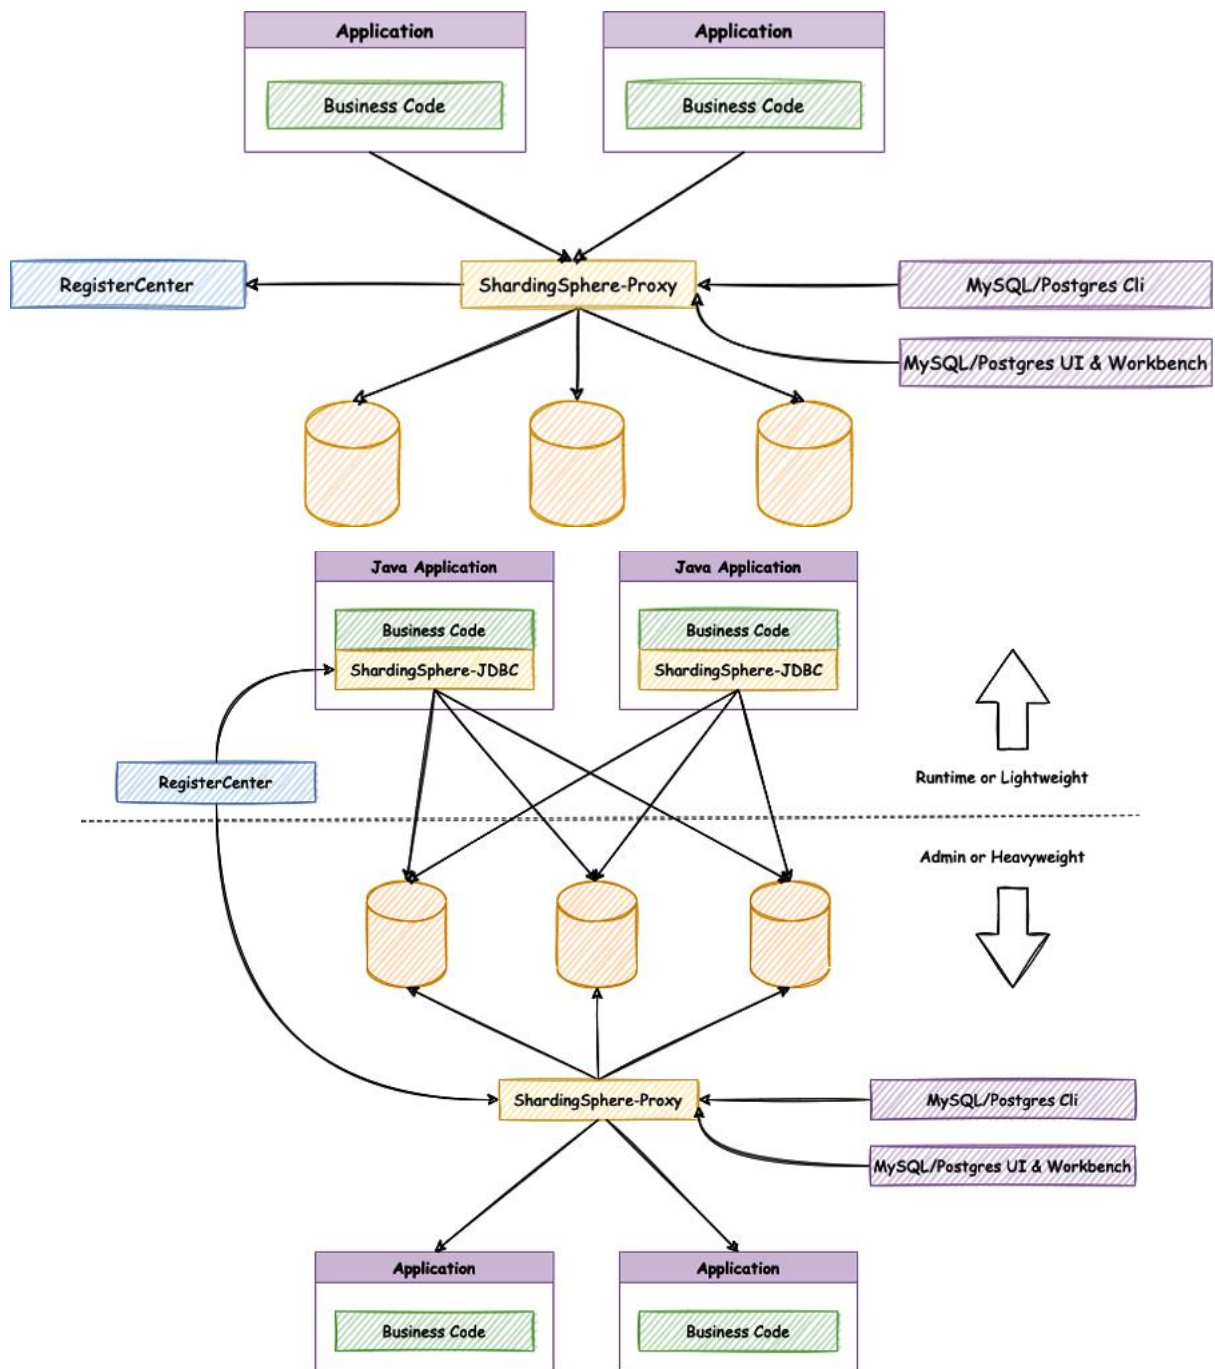 Application
Application
Business Code
Business Code
RegisterCenter
ShardingSphere-Proxy
MySQL/Postgres Cli
MySQL/Postgres UI & Workbench
Java Application
Java Application
Business Code
Business Code
ShardingSphere-JDBC
ShardingSphere-JDBC
RegisterCenter
Runtime or Lightweight
Admin or Heavyweight
ShardingSphere-Proxy
MySQL/Postgres Cli
MySQL/Postgres UI & Workbench
Application
Application
Business Code
Business Code